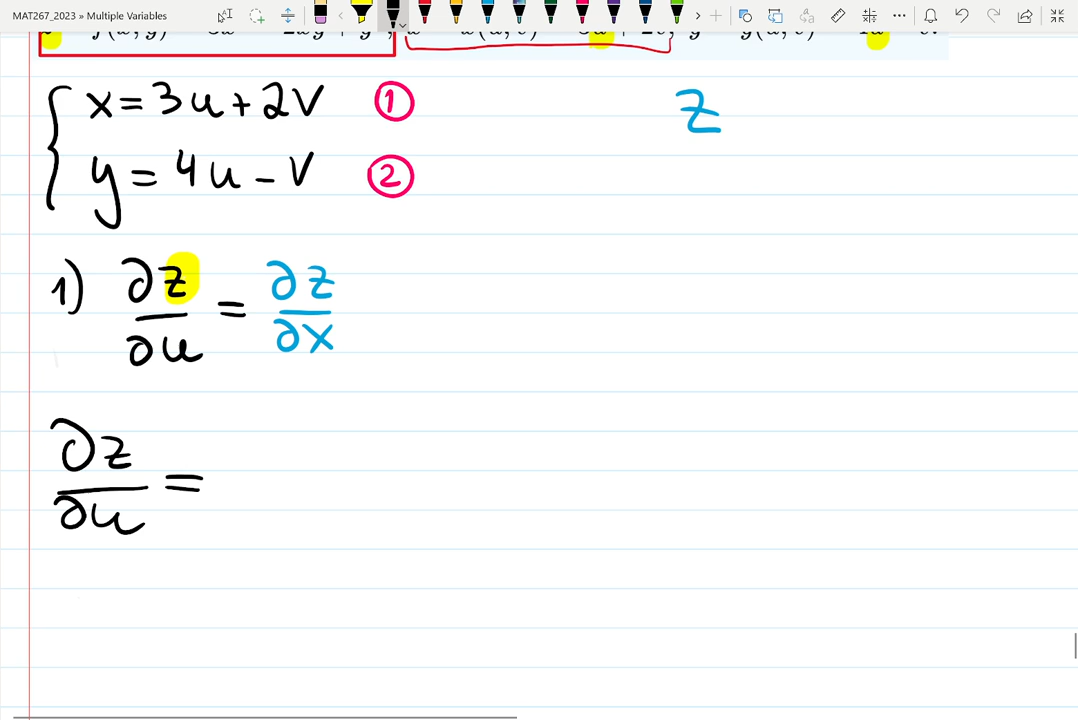 MAT267_2023 » Multiple Variables
x = 3u + 2v ①
z
y = 4u - v ②
1) ∂z/∂u = ∂z/∂x
∂z/∂u =